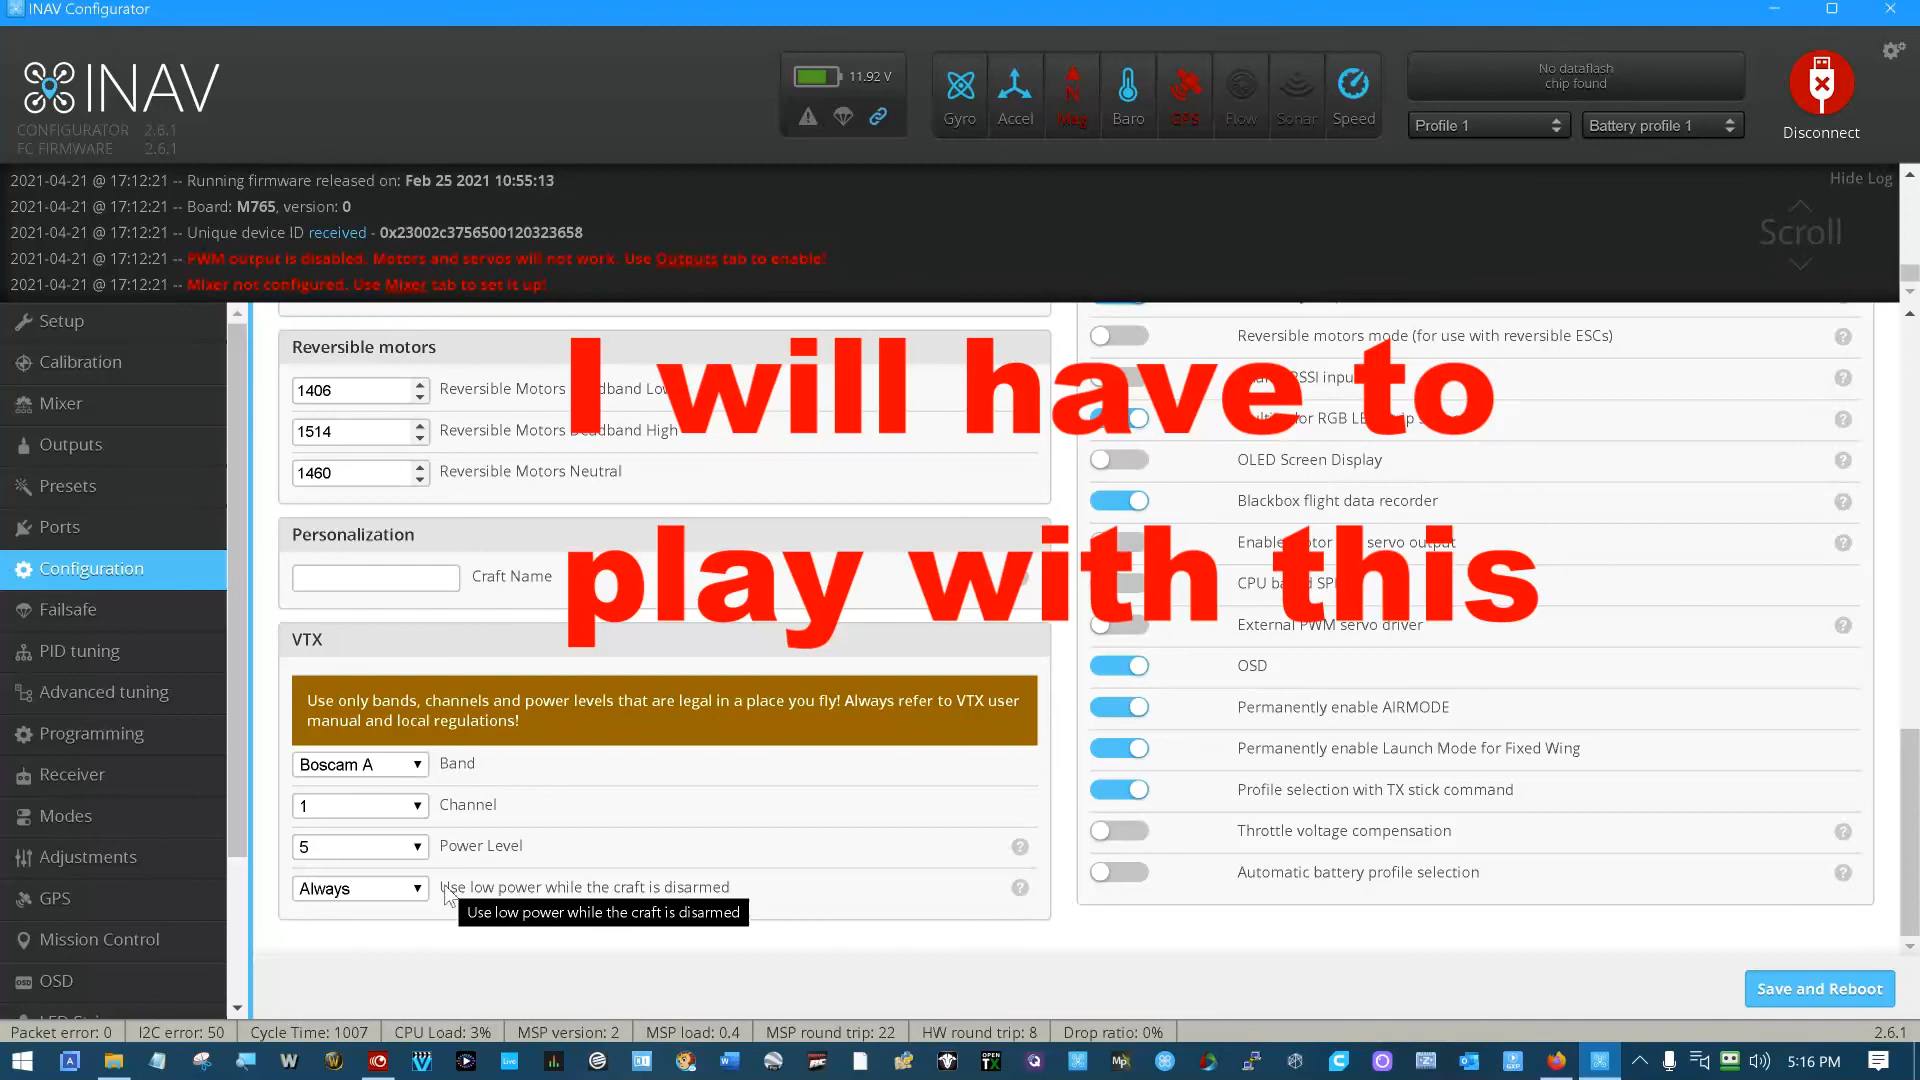 INAV Configurator
INAV
CONFIGURATOR 2.6.1
FC FIRMWARE 2.6.1
11.92 V
Gyro
Accel
Mag
Baro
GPS
Flow
Sonar
Speed
No dataflash
chip found
Profile 1
Battery profile 1
Disconnect
2021-04-21 @ 17:12:21 -- Running firmware released on: Feb 25 2021 10:55:13
2021-04-21 @ 17:12:21 -- Board: M765, version: 0
2021-04-21 @ 17:12:21 -- Unique device ID received - 0x23002c3756500120323658
2021-04-21 @ 17:12:21 -- PWM output is disabled. Motors and servos will not work. Use Outputs tab to enable!
2021-04-21 @ 17:12:21 -- Mixer not configured. Use Mixer tab to set it up!
Hide Log
Scroll
Setup
Calibration
Mixer
Outputs
Presets
Ports
Configuration
Failsafe
PID tuning
Advanced tuning
Programming
Receiver
Modes
Adjustments
GPS
Mission Control
OSD
I will have to
play with this
Reversible motors
1406 Reversible Motors Deadband Low
1514 Reversible Motors Deadband High
1460 Reversible Motors Neutral
Personalization
Craft Name
VTX
Use only bands, channels and power levels that are legal in a place you fly! Always refer to VTX user
manual and local regulations!
Boscam A Band
1 Channel
5 Power Level
Always Use low power while the craft is disarmed
Use low power while the craft is disarmed
Reversible motors mode (for use with reversible ESCs)
RSSI input
RGB
OLED Screen Display
Blackbox flight data recorder
Enable motor servo output
CPU based SPI
External PWM servo driver
OSD
Permanently enable AIRMODE
Permanently enable Launch Mode for Fixed Wing
Profile selection with TX stick command
Throttle voltage compensation
Automatic battery profile selection
Save and Reboot
Packet error: 0
I2C error: 50
Cycle Time: 1007
CPU Load: 3%
MSP version: 2
MSP load: 0.4
MSP round trip: 22
HW round trip: 8
Drop ratio: 0%
2.6.1
5:16 PM